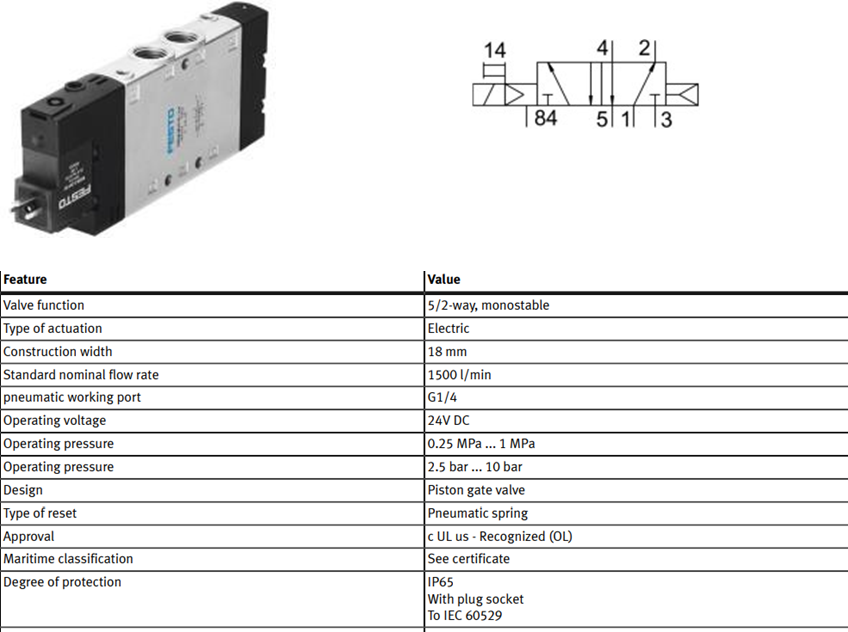 14
4
2
84
5
1
3
FESTO
FESTO
Feature Value
Valve function 5/2-way, monostable
Type of actuation Electric
Construction width 18 mm
Standard nominal flow rate 1500 l/min
pneumatic working port G1/4
Operating voltage 24V DC
Operating pressure 0.25 MPa ... 1 MPa
Operating pressure 2.5 bar ... 10 bar
Design Piston gate valve
Type of reset Pneumatic spring
Approval c UL us - Recognized (OL)
Maritime classification See certificate
Degree of protection IP65
With plug socket
To IEC 60529